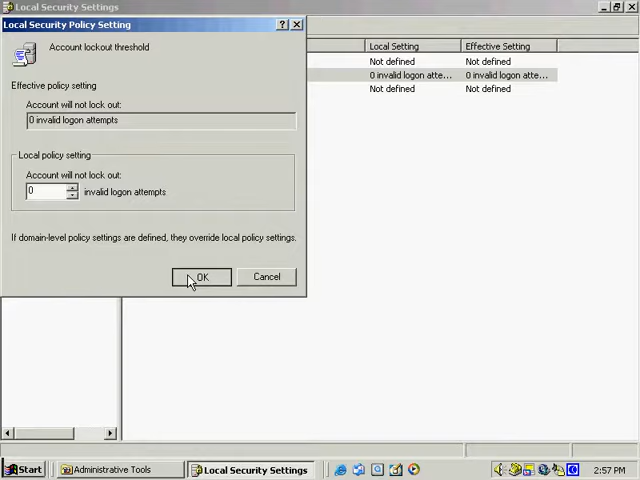 Local Security Settings
Local Security Policy Setting
Account lockout threshold
Effective policy setting
Account will not lock out:
0 invalid logon attempts
Local policy setting
Account will not lock out:
0 invalid logon attempts
If domain-level policy settings are defined, they override local policy settings.
OK Cancel
Local Setting Effective Setting
Not defined Not defined
0 invalid logon atte... 0 invalid logon atte...
Not defined Not defined
Start Administrative Tools Local Security Settings 2:57 PM